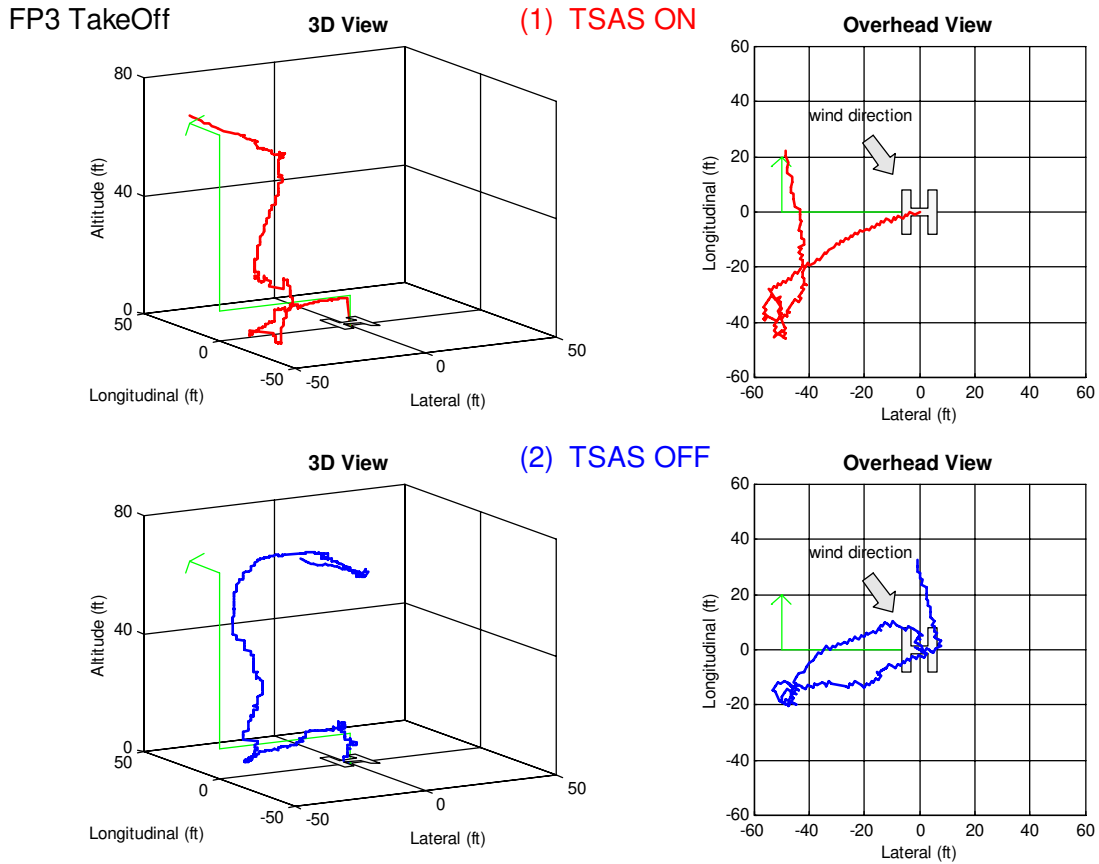 FP3 TakeOff
(1) TSAS ON
3D View
80
40
0
Altitude (ft)
50
0
-50
Longitudinal (ft)
-50
0
50
Lateral (ft)
Overhead View
60
40
20
0
-20
-40
-60
Longitudinal (ft)
wind direction
-60
-40
-20
0
20
40
60
Lateral (ft)
(2) TSAS OFF
3D View
80
40
0
Altitude (ft)
50
0
-50
Longitudinal (ft)
-50
0
50
Lateral (ft)
Overhead View
60
40
20
0
-20
-40
-60
Longitudinal (ft)
wind direction
-60
-40
-20
0
20
40
60
Lateral (ft)